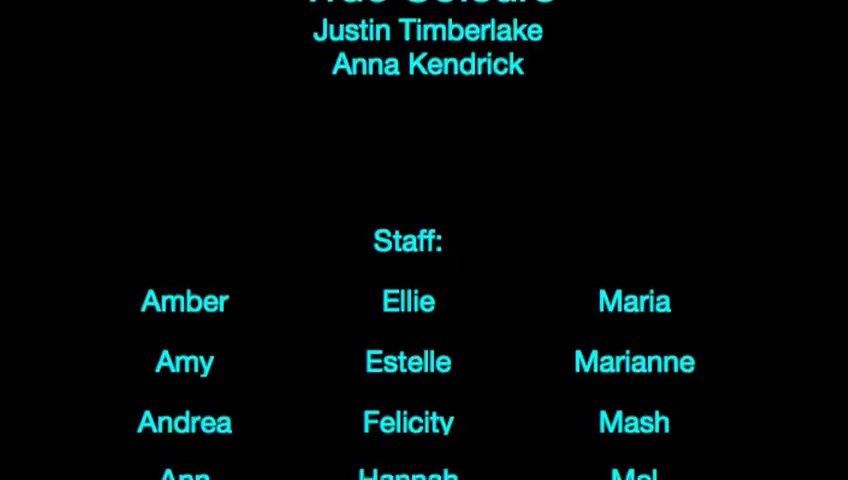 Justin Timberlake
Anna Kendrick
Staff:
Amber Ellie Maria
Amy Estelle Marianne
Andrea Felicity Mash